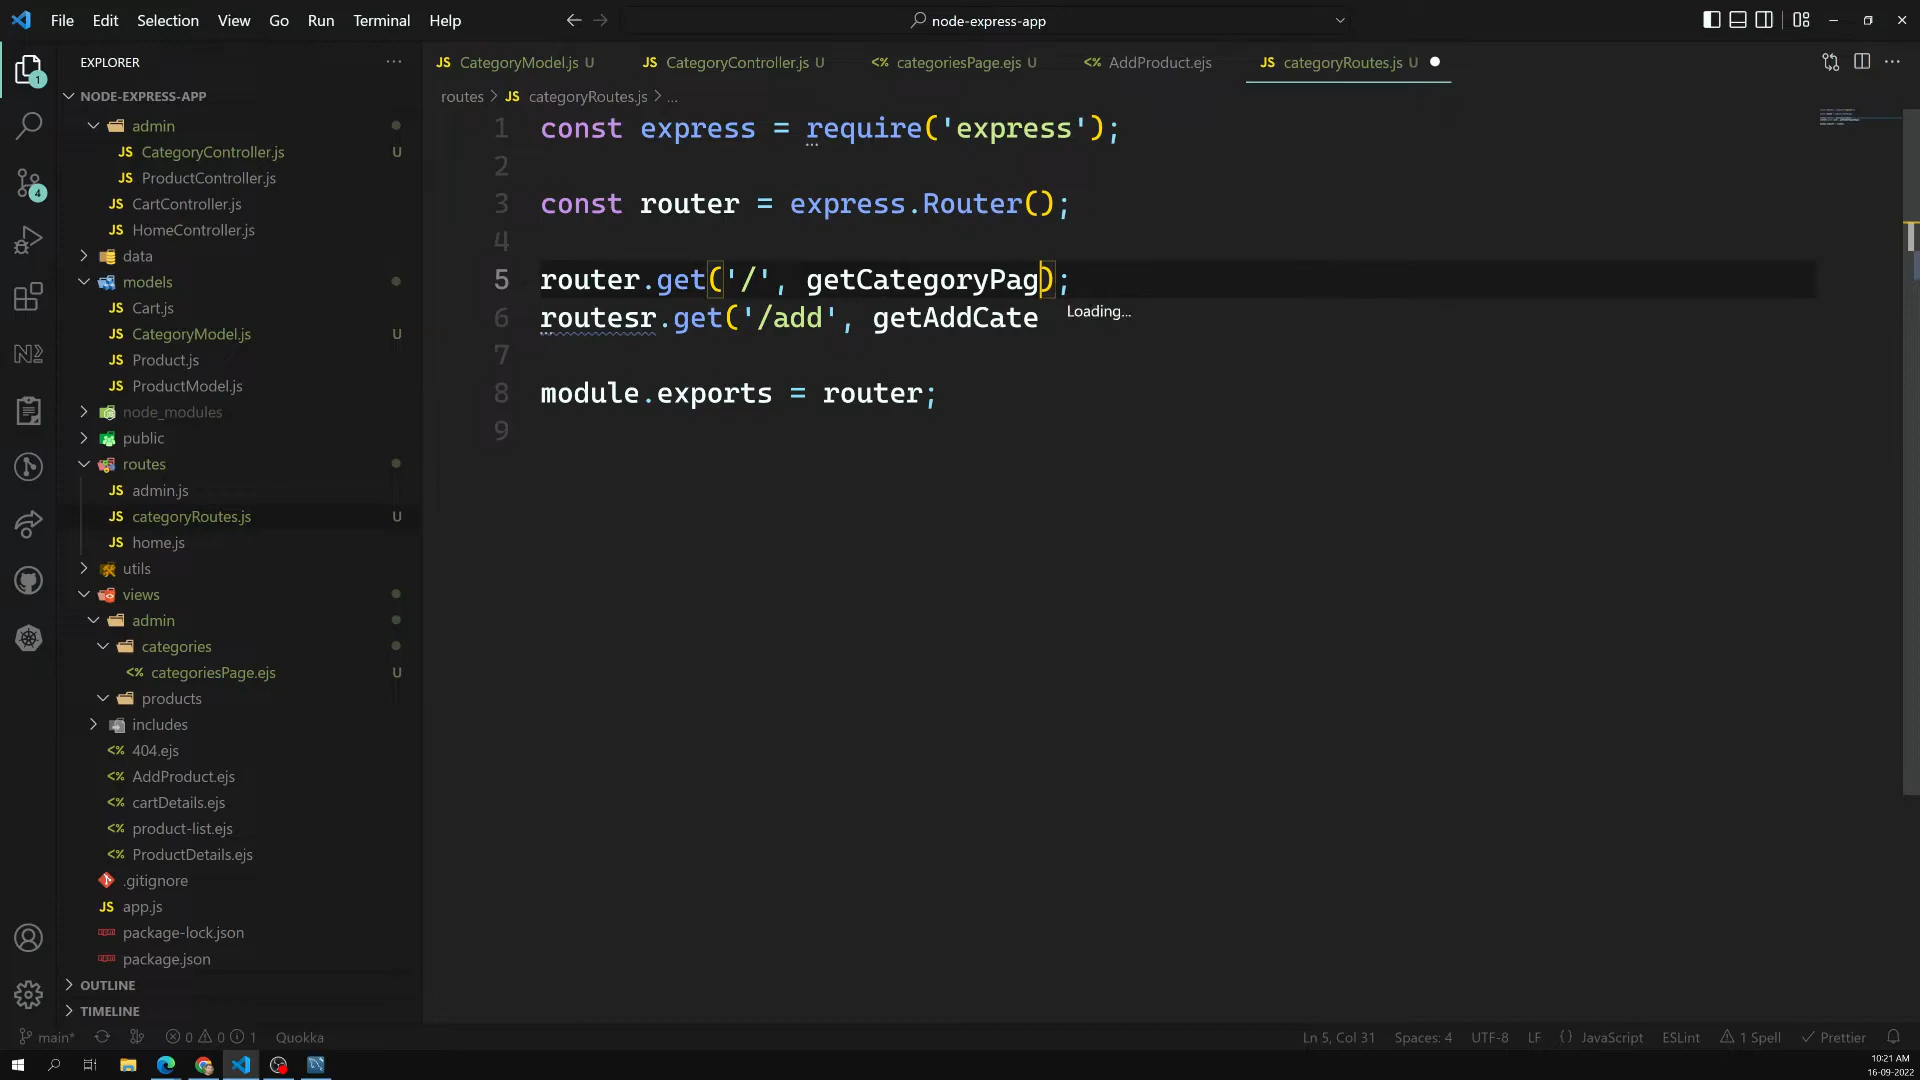 File Edit Selection View Go Run Terminal Help
node-express-app
EXPLORER
NODE-EXPRESS-APP
admin
JS CategoryController.js U
JS ProductController.js
JS CartController.js
JS HomeController.js
data
models
JS Cart.js
JS CategoryModel.js U
JS Product.js
JS ProductModel.js
node_modules
public
routes
JS admin.js
JS categoryRoutes.js U
JS home.js
utils
views
admin
categories
<% categoriesPage.ejs U
products
includes
<% 404.ejs
<% AddProduct.ejs
<% cartDetails.ejs
<% product-list.ejs
<% ProductDetails.ejs
.gitignore
JS app.js
package-lock.json
package.json
OUTLINE
TIMELINE
1
4
JS CategoryModel.js U JS CategoryController.js U <% categoriesPage.ejs U <% AddProduct.ejs JS categoryRoutes.js U
routes > JS categoryRoutes.js > ...
1 const express = require('express');
2
3 const router = express.Router();
4
5 router.get('/', getCategoryPag);
6 routesr.get('/add', getAddCate
Loading...
7
8 module.exports = router;
9
main* 0 0 1 Quokka Ln 5, Col 31 Spaces: 4 UTF-8 LF {} JavaScript ESLint 1 Spell Prettier
10:21 AM
16-09-2022